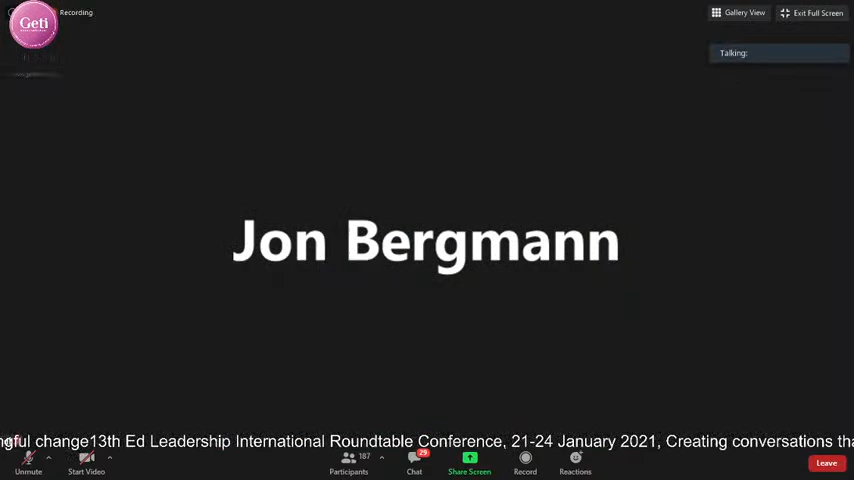 Geti
Recording
Gallery View
Exit Full Screen
Talking:
Jon Bergmann
ngful change13th Ed Leadership International Roundtable Conference, 21-24 January 2021, Creating conversations tha
187
29
Unmute
Start Video
Participants
Chat
Share Screen
Record
Reactions
Leave